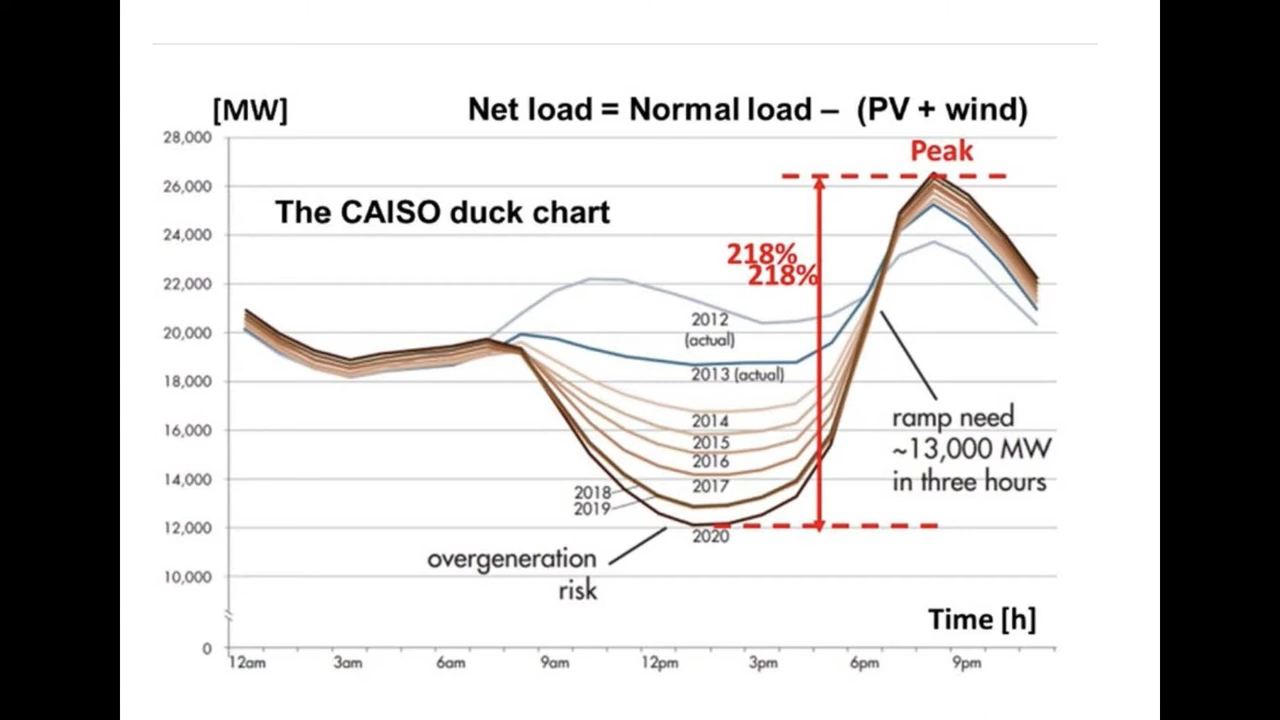 [MW]
Net load = Normal load – (PV + wind)
28,000
Peak
26,000
The CAISO duck chart
24,000
218%
218%
22,000
2012
(actual)
20,000
2013 (actual)
18,000
2014
ramp need
~13,000 MW
in three hours
16,000
2015
2016
14,000
2017
2018
2019
12,000
2020
overgeneration
risk
10,000
Time [h]
0
12am 3am 6am 9am 12pm 3pm 6pm 9pm